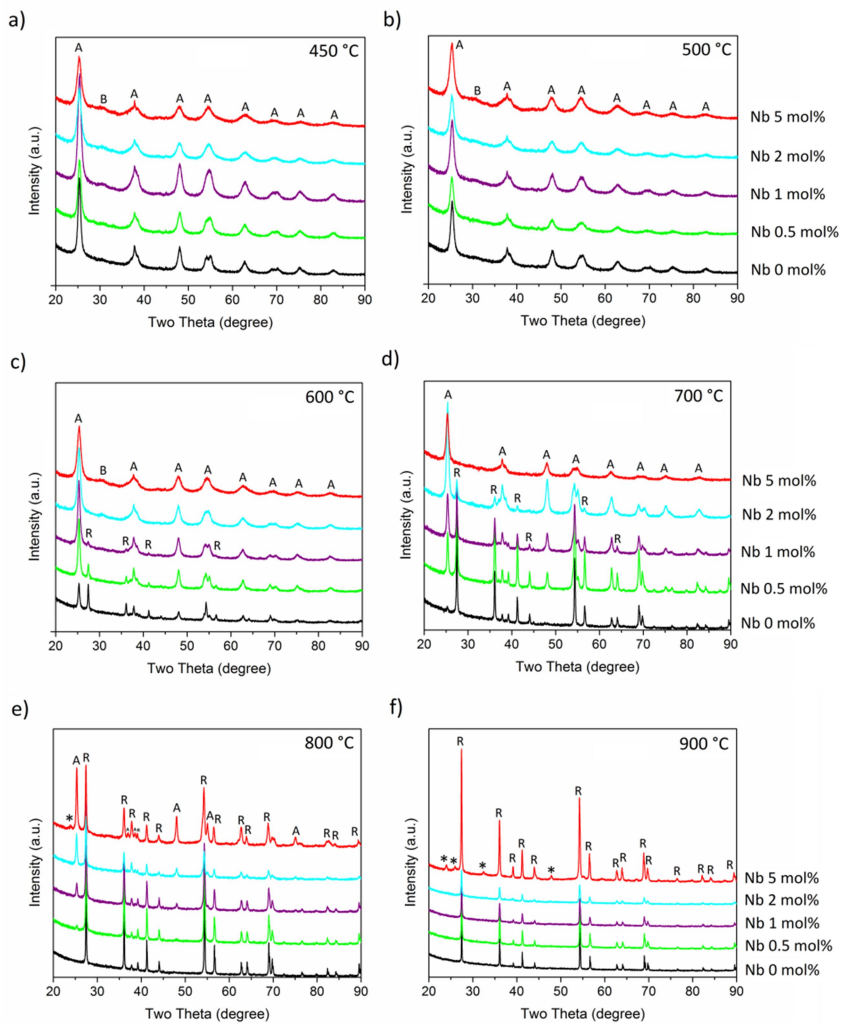 a)
450 °C
A
B A A A A A A A
Intensity (a.u.)
20 30 40 50 60 70 80 90
Two Theta (degree)
b)
500 °C
A
B A A A A A A A
Nb 5 mol%
Nb 2 mol%
Nb 1 mol%
Nb 0.5 mol%
Nb 0 mol%
Intensity (a.u.)
20 30 40 50 60 70 80 90
Two Theta (degree)
c)
600 °C
A
B A A A A A A A
R R R R
Intensity (a.u.)
20 30 40 50 60 70 80 90
Two Theta (degree)
d)
700 °C
A
R A A A A A A A
R R R R R
Nb 5 mol%
Nb 2 mol%
Nb 1 mol%
Nb 0.5 mol%
Nb 0 mol%
Intensity (a.u.)
20 30 40 50 60 70 80 90
Two Theta (degree)
e)
800 °C
* A R R R R R A R A R R R R A R R R
Intensity (a.u.)
20 30 40 50 60 70 80 90
Two Theta (degree)
f)
900 °C
* * R * R R R R * R R R R R R R R R R
Nb 5 mol%
Nb 2 mol%
Nb 1 mol%
Nb 0.5 mol%
Nb 0 mol%
Intensity (a.u.)
20 30 40 50 60 70 80 90
Two Theta (degree)